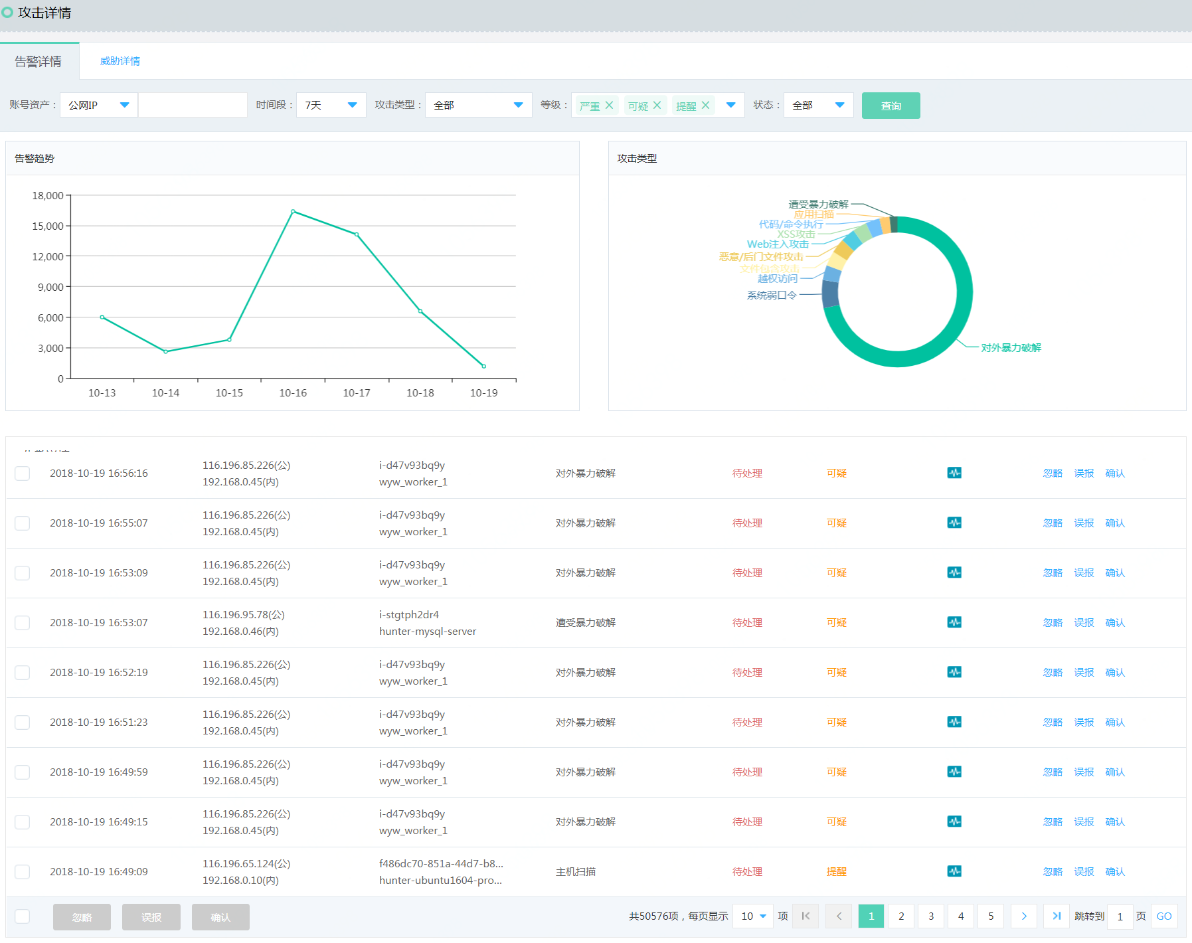 攻击详情
告警详情
威胁详情
账号资产： 公网IP 时间段： 7天 攻击类型： 全部 等级： 严重 可疑 提醒 状态： 全部 查询
告警趋势
18,000
15,000
12,000
9,000
6,000
3,000
0
10-13 10-14 10-15 10-16 10-17 10-18 10-19
攻击类型
遭受暴力破解
应用扫描
代码/命令执行
XSS攻击
Web注入攻击
恶意/后门文件攻击
文件包含攻击
越权访问
系统弱口令
对外暴力破解
2018-10-19 16:56:16 116.196.85.226(公) i-d47v93bq9y 对外暴力破解 待处理 可疑 忽略 误报 确认
192.168.0.45(内) wyw_worker_1
2018-10-19 16:55:07 116.196.85.226(公) i-d47v93bq9y 对外暴力破解 待处理 可疑 忽略 误报 确认
192.168.0.45(内) wyw_worker_1
2018-10-19 16:53:09 116.196.85.226(公) i-d47v93bq9y 对外暴力破解 待处理 可疑 忽略 误报 确认
192.168.0.45(内) wyw_worker_1
2018-10-19 16:53:07 116.196.95.78(公) i-stgtph2dr4 遭受暴力破解 待处理 可疑 忽略 误报 确认
192.168.0.46(内) hunter-mysql-server
2018-10-19 16:52:19 116.196.85.226(公) i-d47v93bq9y 对外暴力破解 待处理 可疑 忽略 误报 确认
192.168.0.45(内) wyw_worker_1
2018-10-19 16:51:23 116.196.85.226(公) i-d47v93bq9y 对外暴力破解 待处理 可疑 忽略 误报 确认
192.168.0.45(内) wyw_worker_1
2018-10-19 16:49:59 116.196.85.226(公) i-d47v93bq9y 对外暴力破解 待处理 可疑 忽略 误报 确认
192.168.0.45(内) wyw_worker_1
2018-10-19 16:49:15 116.196.85.226(公) i-d47v93bq9y 对外暴力破解 待处理 可疑 忽略 误报 确认
192.168.0.45(内) wyw_worker_1
2018-10-19 16:49:09 116.196.65.124(公) f486dc70-851a-44d7-b8... 主机扫描 待处理 提醒 忽略 误报 确认
192.168.0.10(内) hunter-ubuntu1604-pro...
忽略 误报 确认 共50576项，每页显示 10 项 1 2 3 4 5 跳转到 1 页 GO